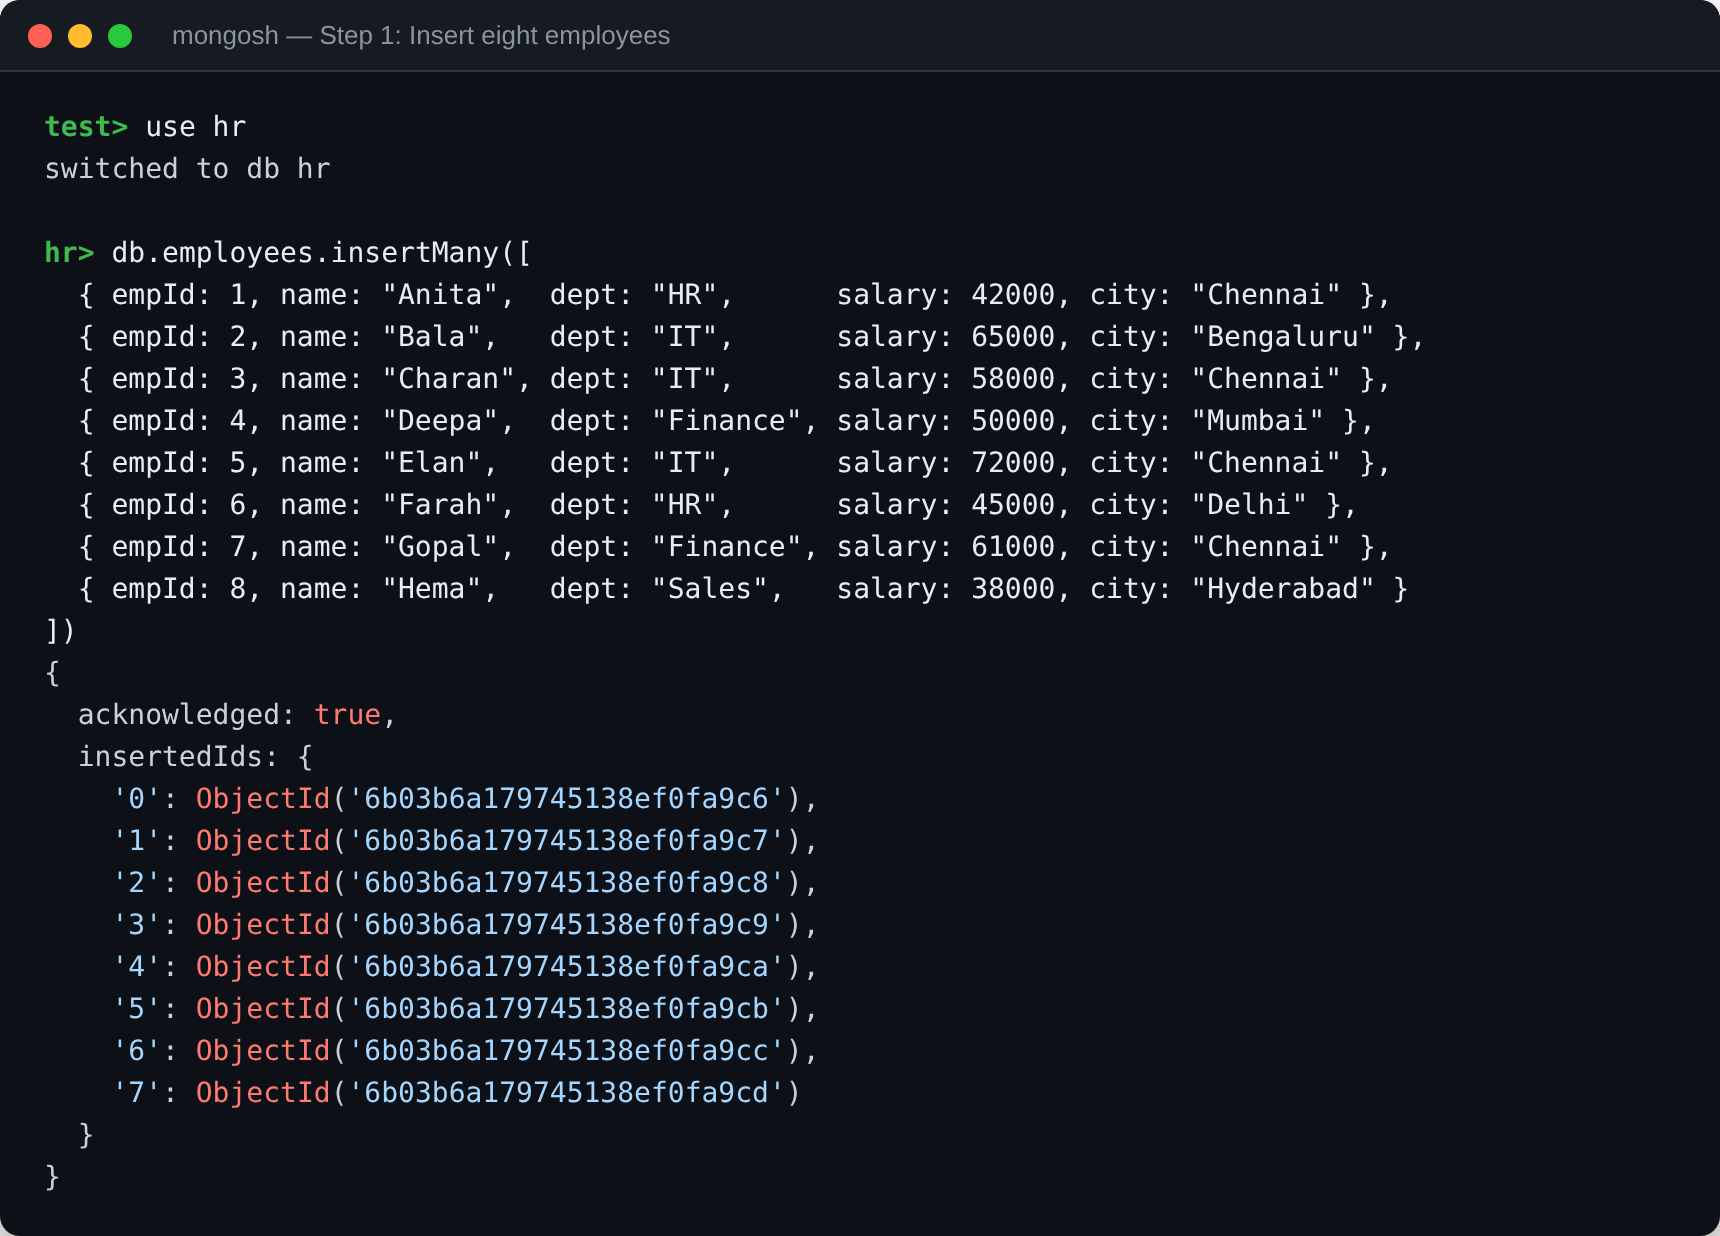 mongosh — Step 1: Insert eight employees
test> use hr
switched to db hr
hr> db.employees.insertMany([
  { empId: 1, name: "Anita",  dept: "HR",      salary: 42000, city: "Chennai" },
  { empId: 2, name: "Bala",   dept: "IT",      salary: 65000, city: "Bengaluru" },
  { empId: 3, name: "Charan", dept: "IT",      salary: 58000, city: "Chennai" },
  { empId: 4, name: "Deepa",  dept: "Finance", salary: 50000, city: "Mumbai" },
  { empId: 5, name: "Elan",   dept: "IT",      salary: 72000, city: "Chennai" },
  { empId: 6, name: "Farah",  dept: "HR",      salary: 45000, city: "Delhi" },
  { empId: 7, name: "Gopal",  dept: "Finance", salary: 61000, city: "Chennai" },
  { empId: 8, name: "Hema",   dept: "Sales",   salary: 38000, city: "Hyderabad" }
])
{
  acknowledged: true,
  insertedIds: {
    '0': ObjectId('6b03b6a179745138ef0fa9c6'),
    '1': ObjectId('6b03b6a179745138ef0fa9c7'),
    '2': ObjectId('6b03b6a179745138ef0fa9c8'),
    '3': ObjectId('6b03b6a179745138ef0fa9c9'),
    '4': ObjectId('6b03b6a179745138ef0fa9ca'),
    '5': ObjectId('6b03b6a179745138ef0fa9cb'),
    '6': ObjectId('6b03b6a179745138ef0fa9cc'),
    '7': ObjectId('6b03b6a179745138ef0fa9cd')
  }
}